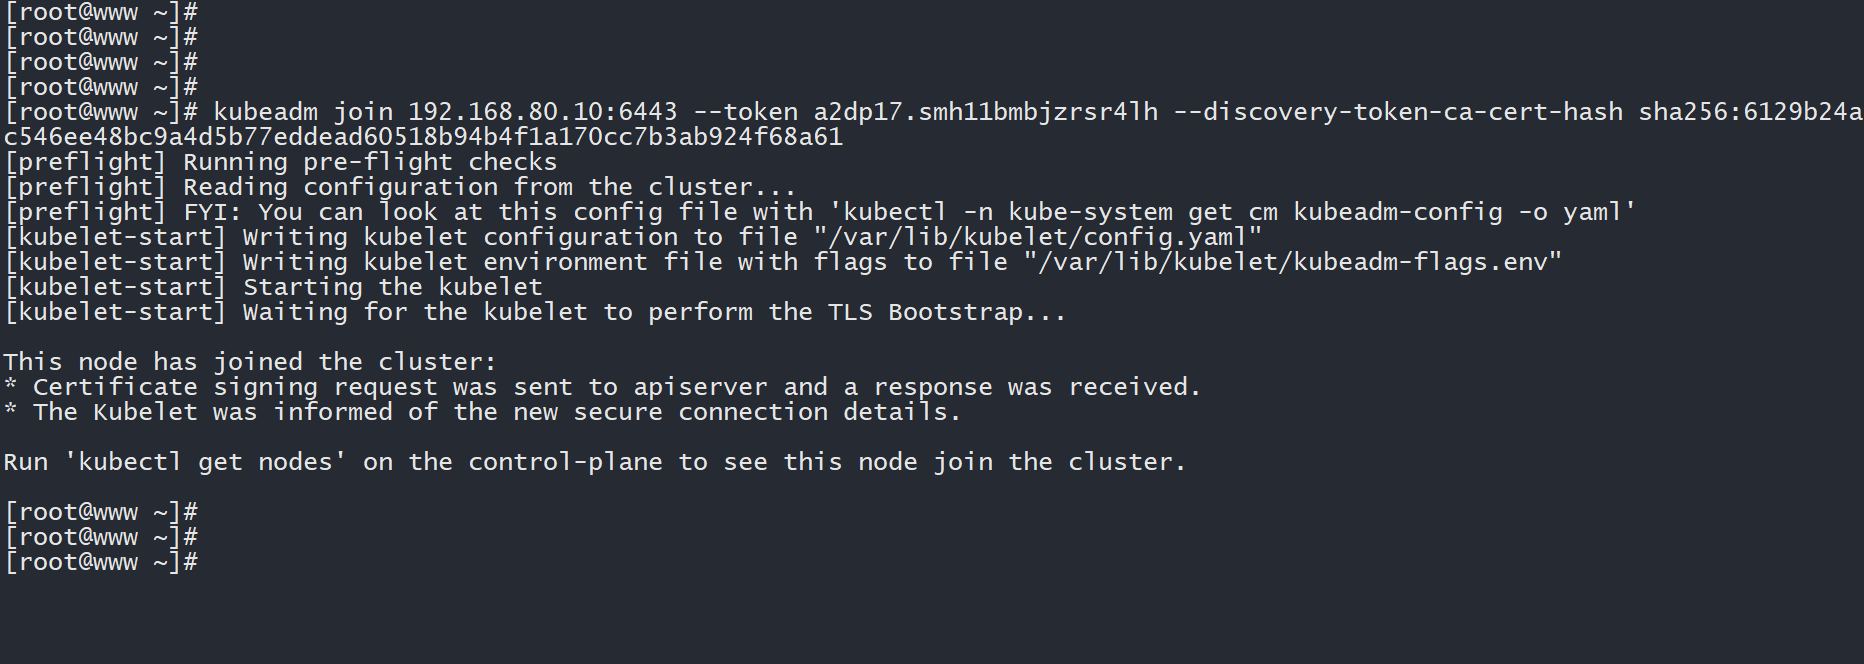 [root@www ~]#
[root@www ~]#
[root@www ~]#
[root@www ~]#
[root@www ~]# kubeadm join 192.168.80.10:6443 --token a2dp17.smh11bmbjzrsr4lh --discovery-token-ca-cert-hash sha256:6129b24a
c546ee48bc9a4d5b77eddead60518b94b4f1a170cc7b3ab924f68a61
[preflight] Running pre-flight checks
[preflight] Reading configuration from the cluster...
[preflight] FYI: You can look at this config file with 'kubectl -n kube-system get cm kubeadm-config -o yaml'
[kubelet-start] Writing kubelet configuration to file "/var/lib/kubelet/config.yaml"
[kubelet-start] Writing kubelet environment file with flags to file "/var/lib/kubelet/kubeadm-flags.env"
[kubelet-start] Starting the kubelet
[kubelet-start] Waiting for the kubelet to perform the TLS Bootstrap...
This node has joined the cluster:
* Certificate signing request was sent to apiserver and a response was received.
* The Kubelet was informed of the new secure connection details.
Run 'kubectl get nodes' on the control-plane to see this node join the cluster.
[root@www ~]#
[root@www ~]#
[root@www ~]#